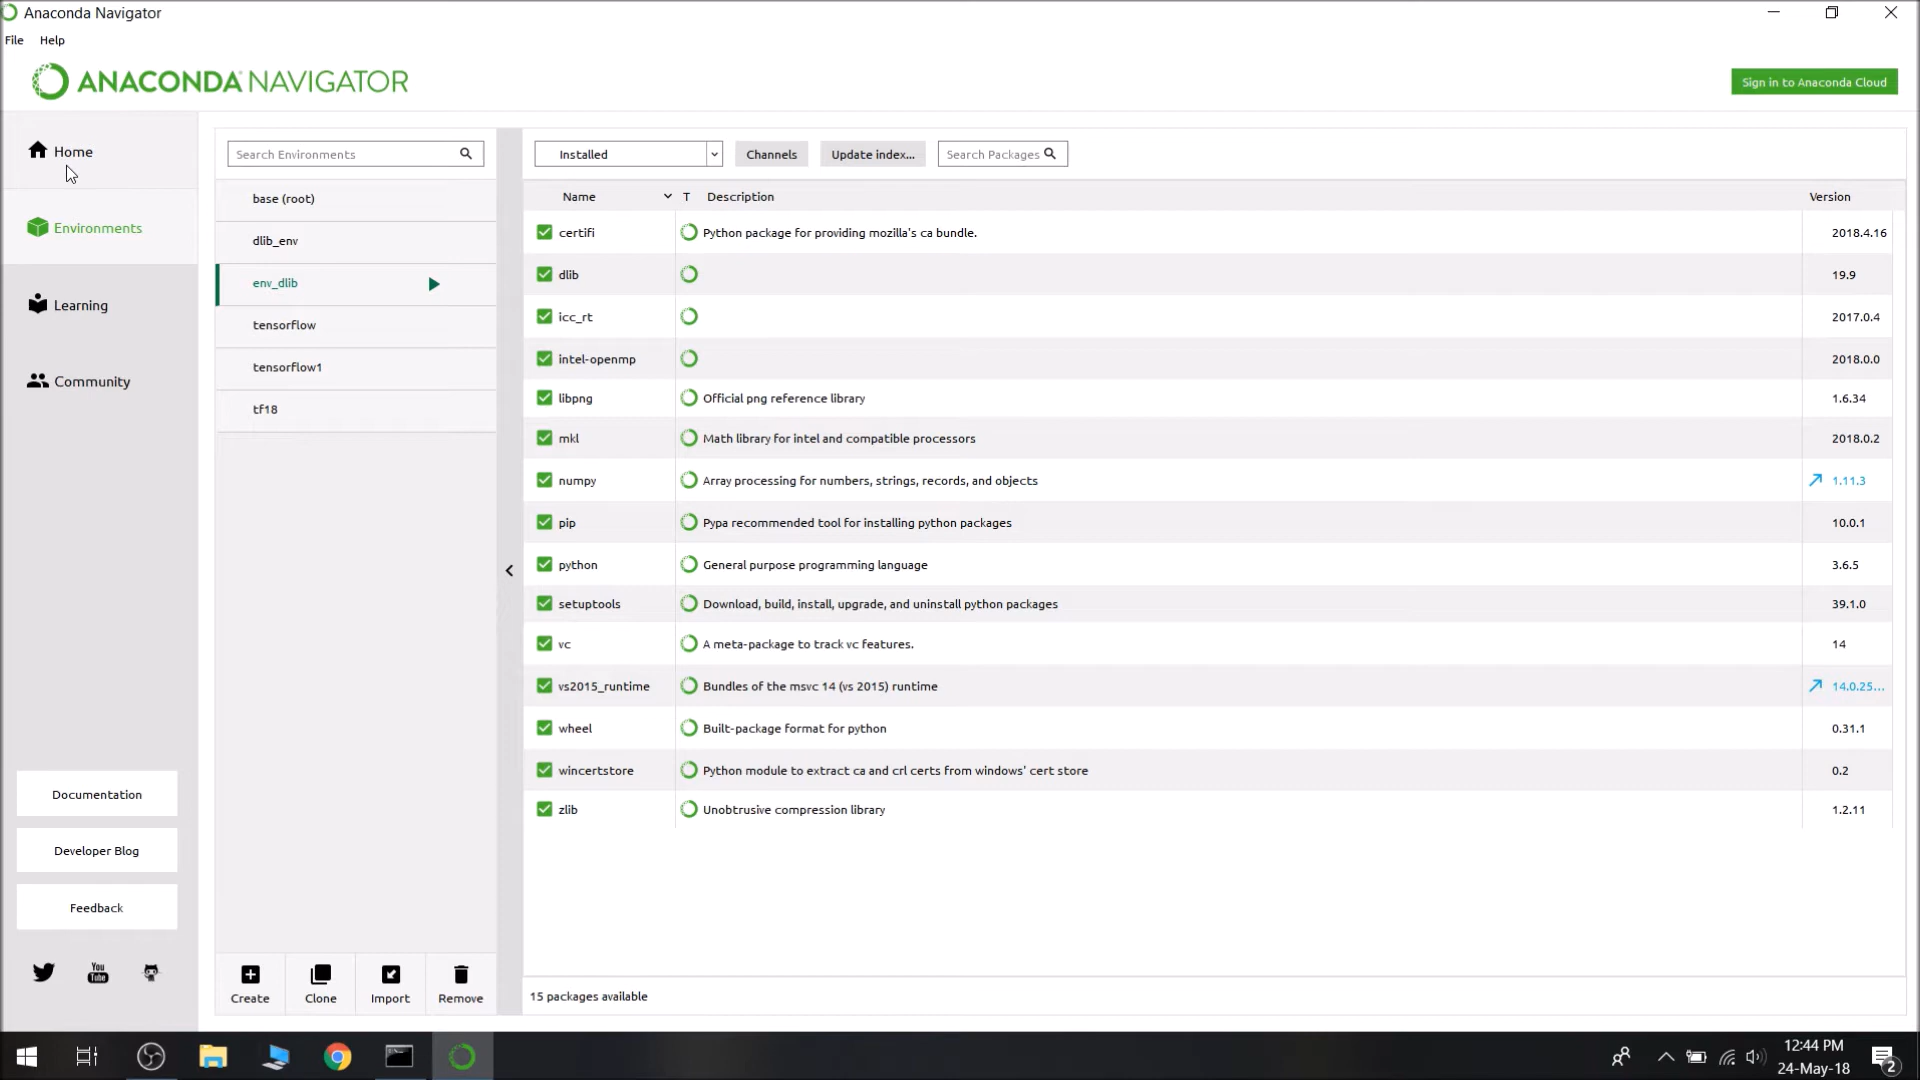 Anaconda Navigator
File Help
ANACONDA NAVIGATOR
Sign in to Anaconda Cloud
Home
Environments
Learning
Community
Documentation
Developer Blog
Feedback
You Tube
Search Environments
base (root)
dlib_env
env_dlib
tensorflow
tensorflow1
tf18
Create Clone Import Remove
Installed Channels Update index... Search Packages
Name T Description Version
certifi Python package for providing mozilla's ca bundle. 2018.4.16
dlib 19.9
icc_rt 2017.0.4
intel-openmp 2018.0.0
libpng Official png reference library 1.6.34
mkl Math library for intel and compatible processors 2018.0.2
numpy Array processing for numbers, strings, records, and objects 1.11.3
pip Pypa recommended tool for installing python packages 10.0.1
python General purpose programming language 3.6.5
setuptools Download, build, install, upgrade, and uninstall python packages 39.1.0
vc A meta-package to track vc features. 14
vs2015_runtime Bundles of the msvc 14 (vs 2015) runtime 14.0.25...
wheel Built-package format for python 0.31.1
wincertstore Python module to extract ca and crl certs from windows' cert store 0.2
zlib Unobtrusive compression library 1.2.11
15 packages available
12:44 PM
24-May-18
2